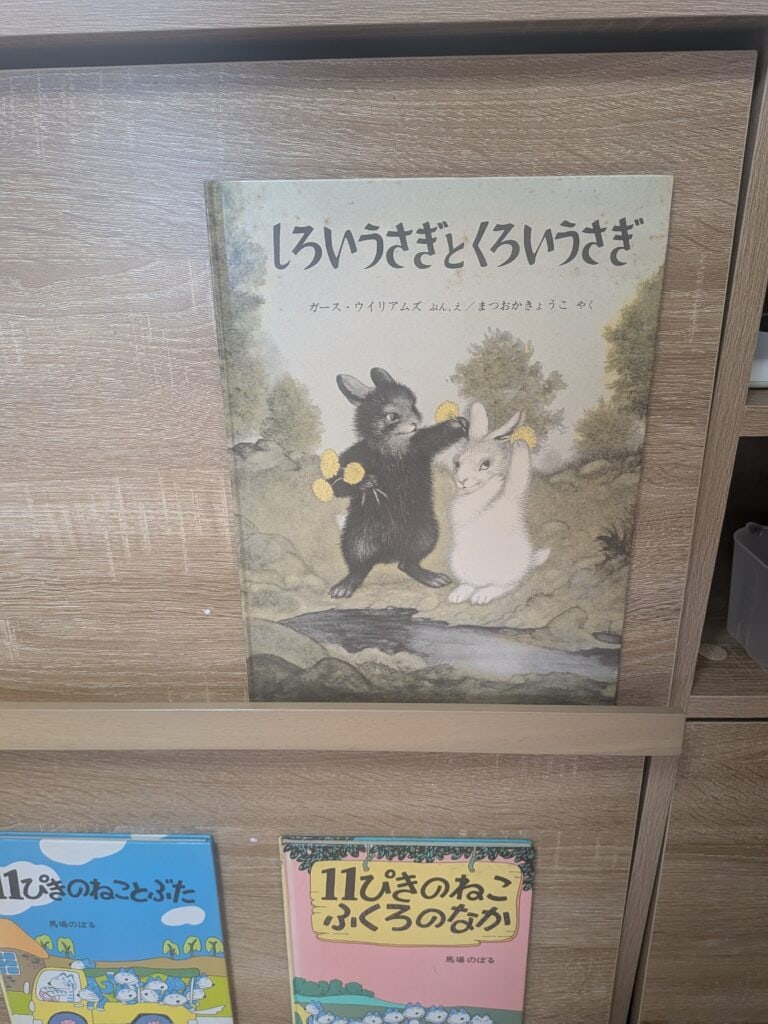 しろいうさぎとくろいうさぎ
ガース・ウイリアムズ ぶん,え/まつおかきょうこ やく
11ぴきのねことぶた
馬場のぼる
11ぴきのねこ
ふくろのなか
馬場のぼる